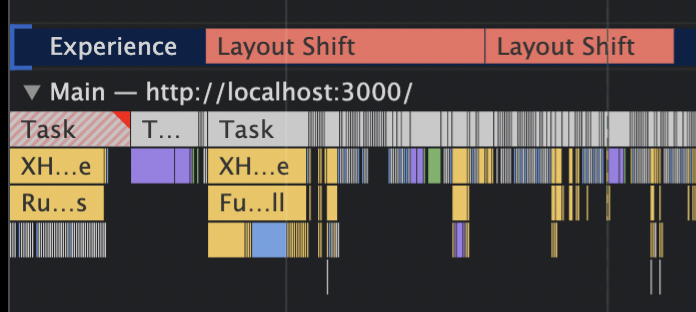 Experience Layout Shift Layout Shift
▼ Main — http://localhost:3000/
Task T... Task
XH...e XH...e
Ru...s Fu...ll